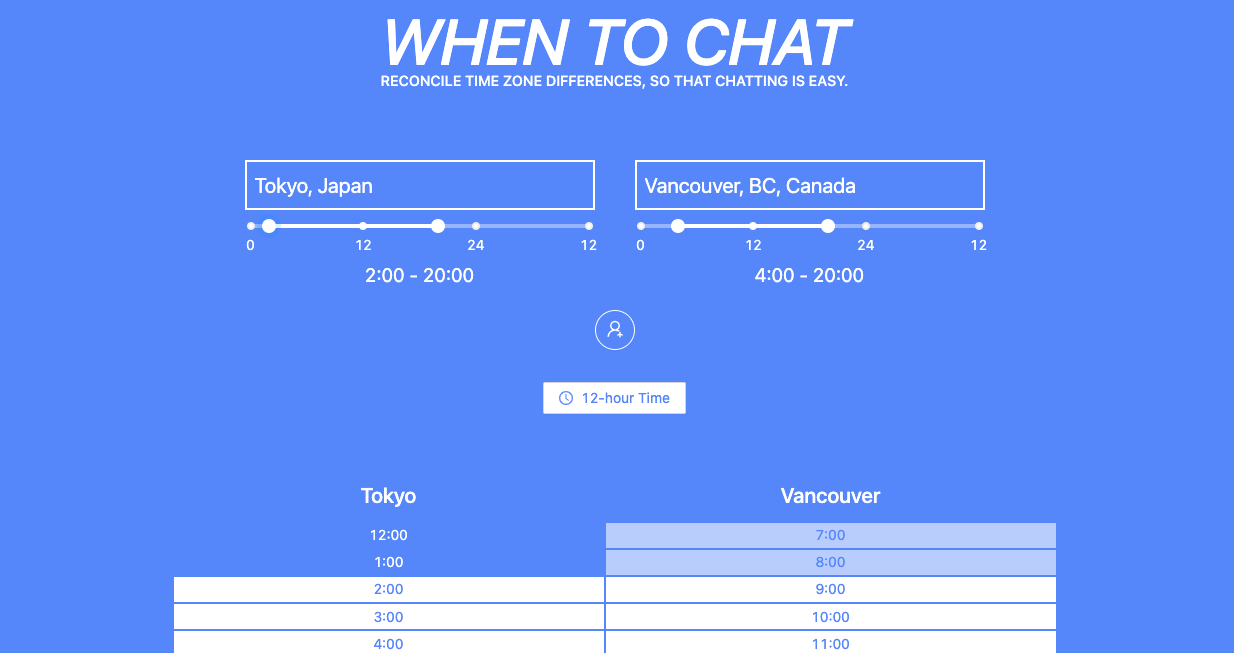 WHEN TO CHAT
RECONCILE TIME ZONE DIFFERENCES, SO THAT CHATTING IS EASY.
Tokyo, Japan
0 12 24 12
2:00 - 20:00
Vancouver, BC, Canada
0 12 24 12
4:00 - 20:00
12-hour Time
Tokyo Vancouver
12:00 7:00
1:00 8:00
2:00 9:00
3:00 10:00
4:00 11:00